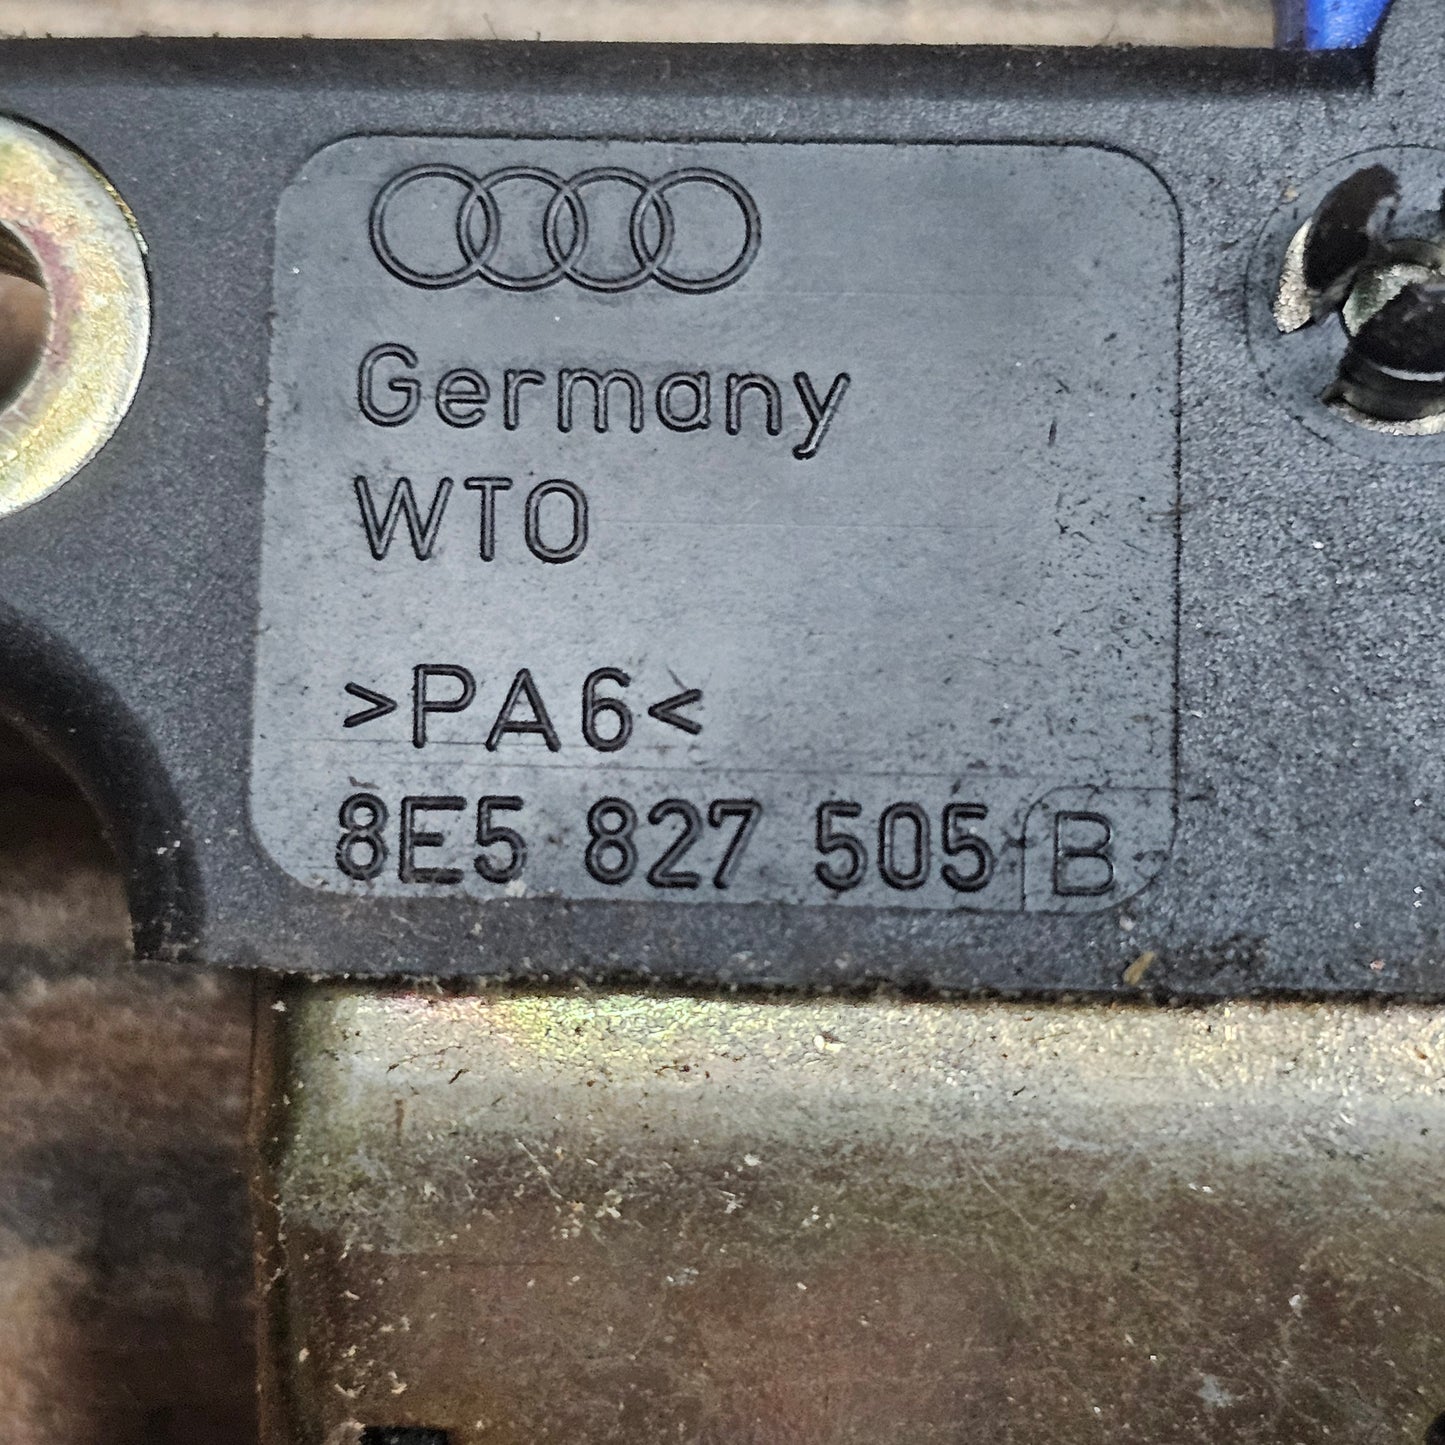 Germany
WTO
>PA6<
8E5 827 505 B